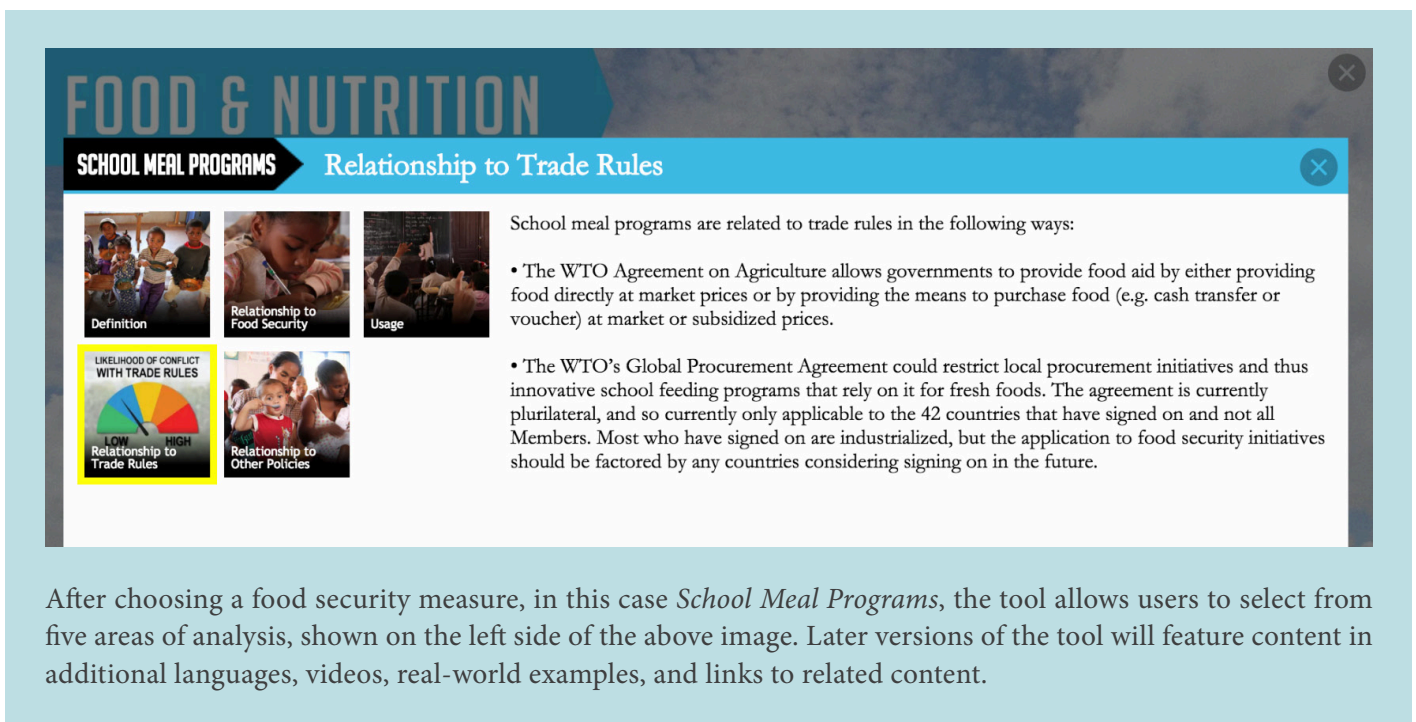 FOOD & NUTRITION
SCHOOL MEAL PROGRAMS
Relationship to Trade Rules
Definition
Relationship to
Food Security
Usage
LIKELIHOOD OF CONFLICT
WITH TRADE RULES
LOW HIGH
Relationship to
Trade Rules
Relationship to
Other Policies
School meal programs are related to trade rules in the following ways:
• The WTO Agreement on Agriculture allows governments to provide food aid by either providing
food directly at market prices or by providing the means to purchase food (e.g. cash transfer or
voucher) at market or subsidized prices.
• The WTO's Global Procurement Agreement could restrict local procurement initiatives and thus
innovative school feeding programs that rely on it for fresh foods. The agreement is currently
plurilateral, and so currently only applicable to the 42 countries that have signed on and not all
Members. Most who have signed on are industrialized, but the application to food security initiatives
should be factored by any countries considering signing on in the future.
After choosing a food security measure, in this case School Meal Programs, the tool allows users to select from
five areas of analysis, shown on the left side of the above image. Later versions of the tool will feature content in
additional languages, videos, real-world examples, and links to related content.